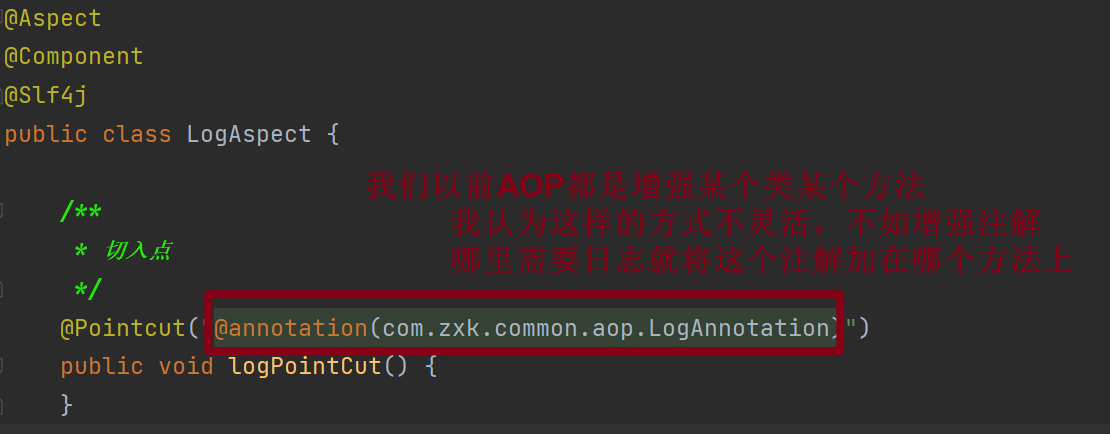 @Aspect
@Component
@Slf4j
public class LogAspect {
我们以前AOP都是增强某个类某个方法
/**
我认为这样的方式不灵活，不如增强注解
* 切入点
哪里需要日志就将这个注解加在哪个方法上
*/
@Pointcut("@annotation(com.zxk.common.aop.LogAnnotation)")
public void logPointCut() {
}